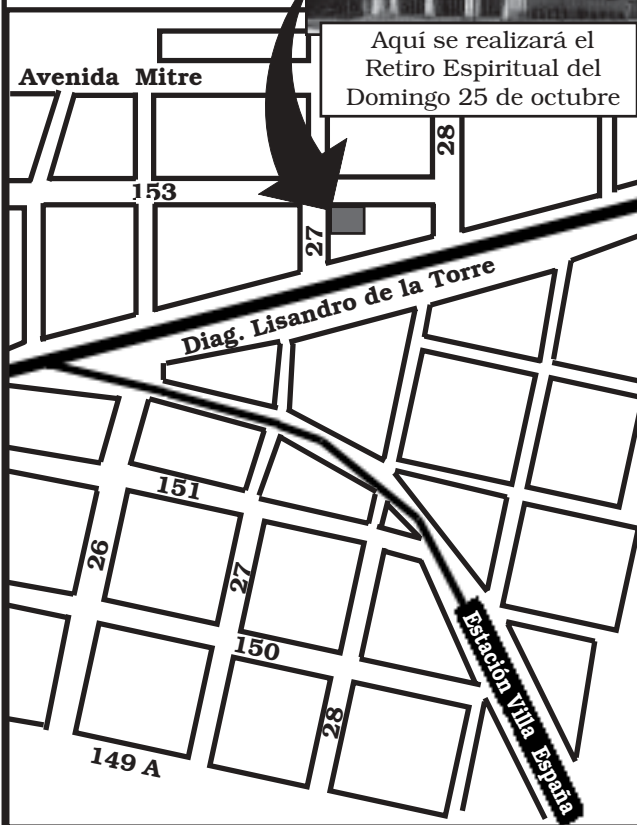 Aquí se realizará el
Retiro Espiritual del
Domingo 25 de octubre
Avenida Mitre
28
153
27
Diag. Lisandro de la Torre
151
26
27
150
28
149 A
Estación Villa España